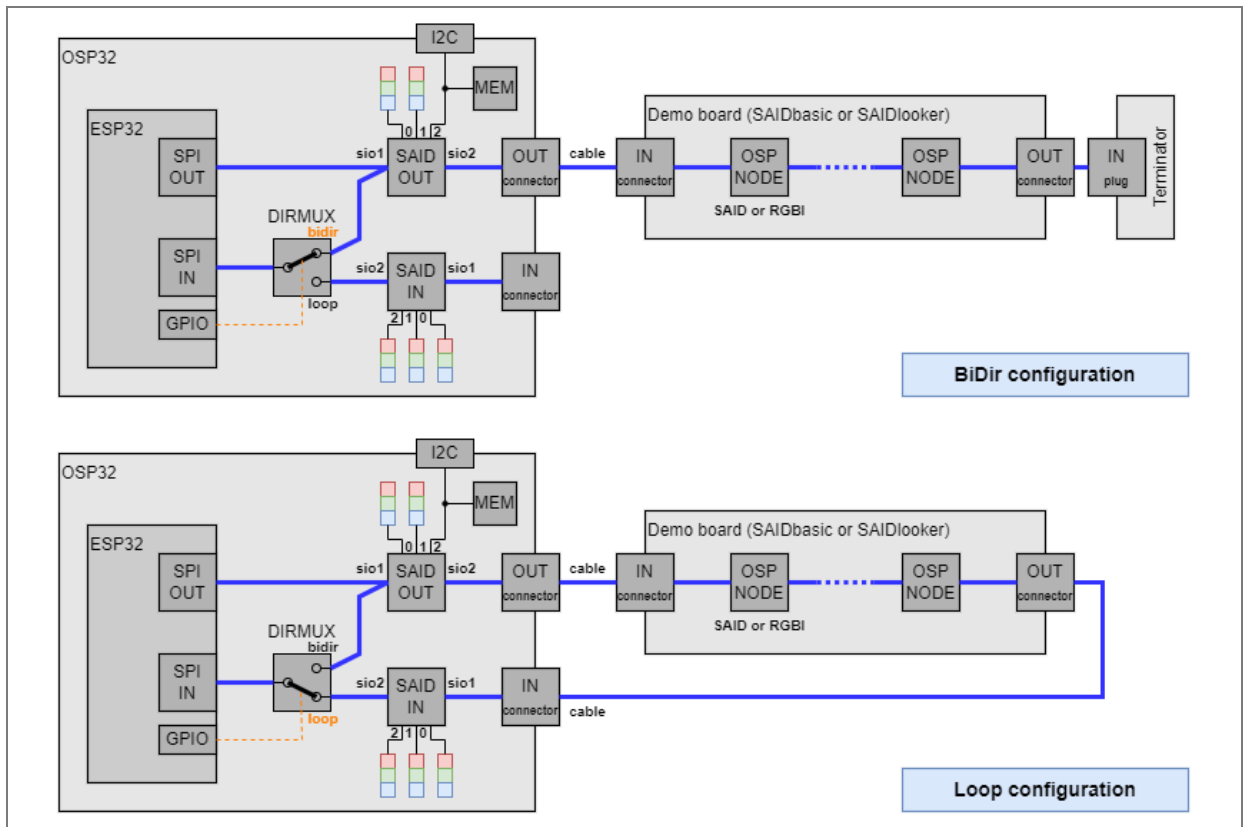 I2C
OSP32
MEM
ESP32
SPI
OUT
0 1 2
sio1
SAID
OUT
sio2
OUT
connector
cable
Demo board (SAIDbasic or SAIDlooker)
IN
connector
OSP
NODE
SAID or RGBI
OSP
NODE
OUT
connector
IN
plug
Terminator
DIRMUX
bidir
SPI
IN
loop
sio2
SAID
IN
sio1
IN
connector
GPIO
2 1 0
BiDir configuration
I2C
OSP32
MEM
ESP32
SPI
OUT
0 1 2
sio1
SAID
OUT
sio2
OUT
connector
cable
Demo board (SAIDbasic or SAIDlooker)
IN
connector
OSP
NODE
SAID or RGBI
OSP
NODE
OUT
connector
DIRMUX
bidir
SPI
IN
loop
sio2
SAID
IN
sio1
IN
connector
cable
GPIO
2 1 0
Loop configuration